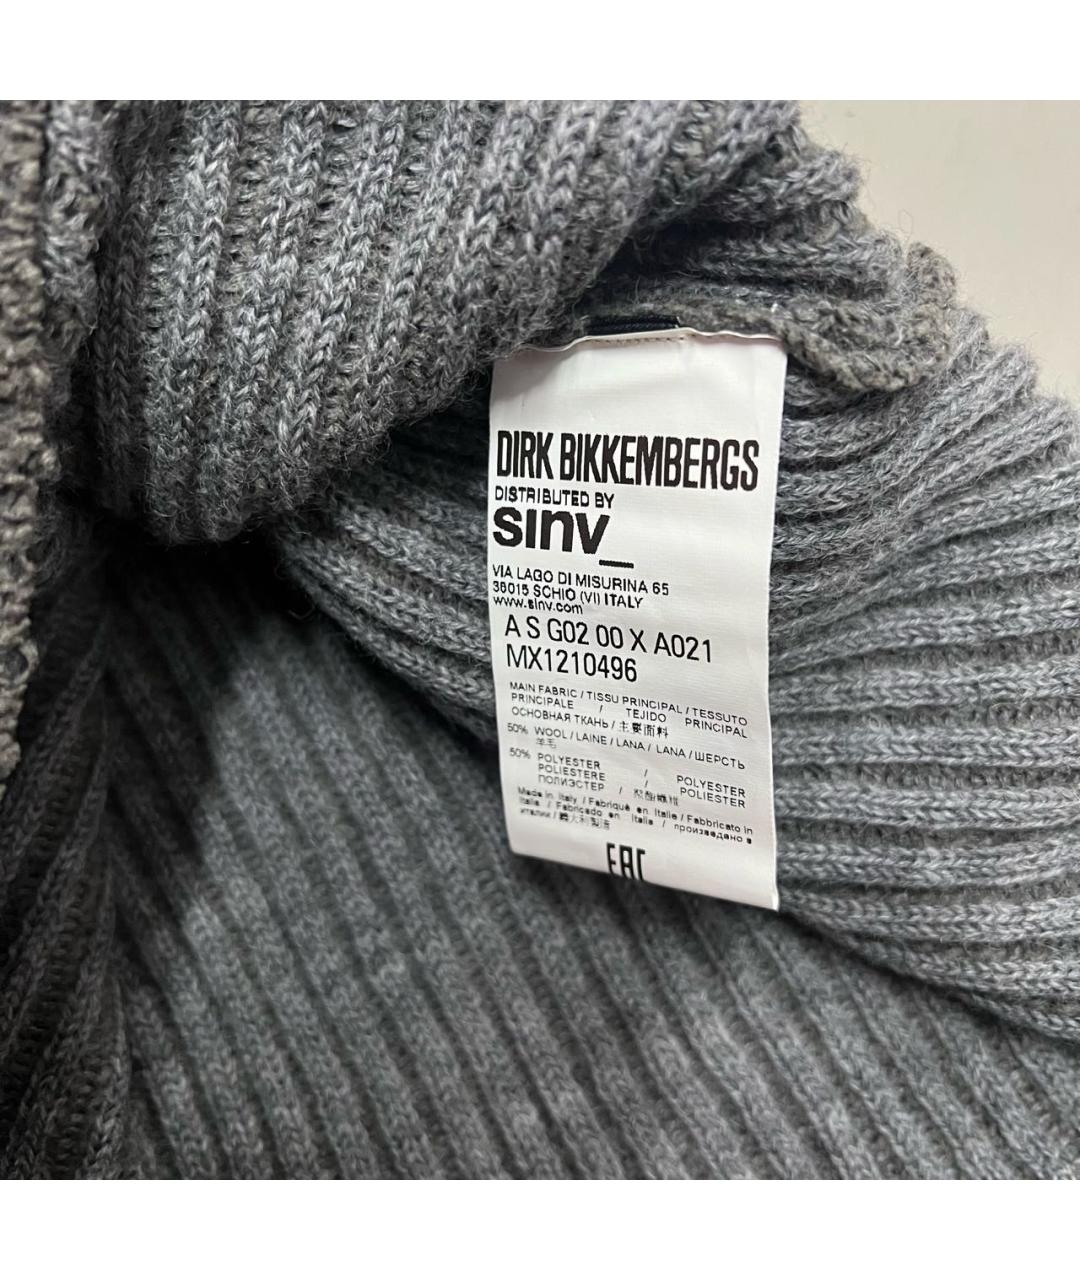 DIRK BIKKEMBERGS
DISTRIBUTED BY
sinv_
VIA LAGO DI MISURINA 65
36015 SCHIO (VI) ITALY
www.sinv.com
A S G02 00 X A021
MX1210496
MAIN FABRIC / TISSU PRINCIPAL / TESSUTO
PRINCIPALE / TEJIDO PRINCIPAL
ОСНОВНАЯ ТКАНЬ / 主要面料
50% WOOL / LAINE / LANA / LANA / ШЕРСТЬ
羊毛
50% POLYESTER / POLYESTER
POLIESTERE / POLIESTER
ПОЛИЭСТЕР / 聚酯纖維
Made in Italy / Fabriqué en Italie / Fabbricato in
Italia / Fabricado en Italia / произведено в
италии / 義大利製造
EAC